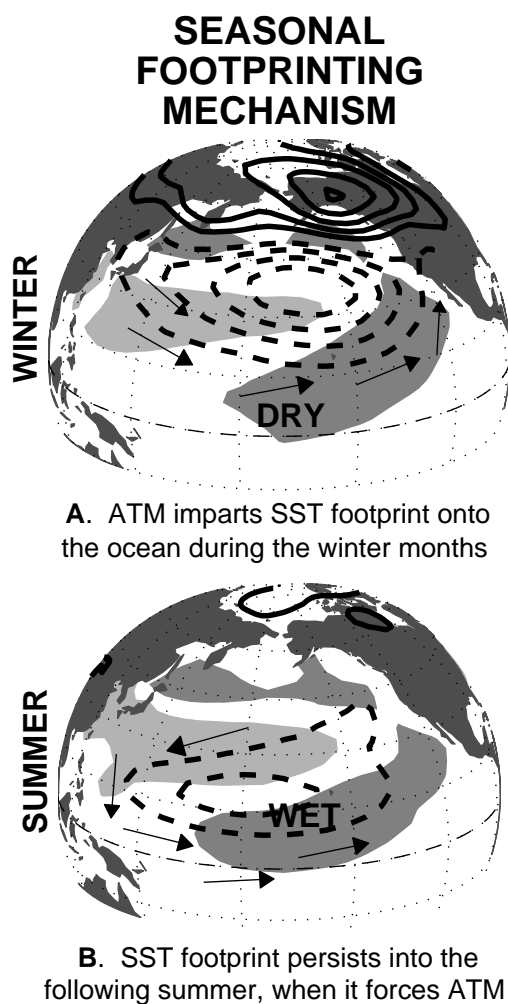 SEASONAL
FOOTPRINTING
MECHANISM
WINTER
DRY
A. ATM imparts SST footprint onto
the ocean during the winter months
SUMMER
WET
B. SST footprint persists into the
following summer, when it forces ATM